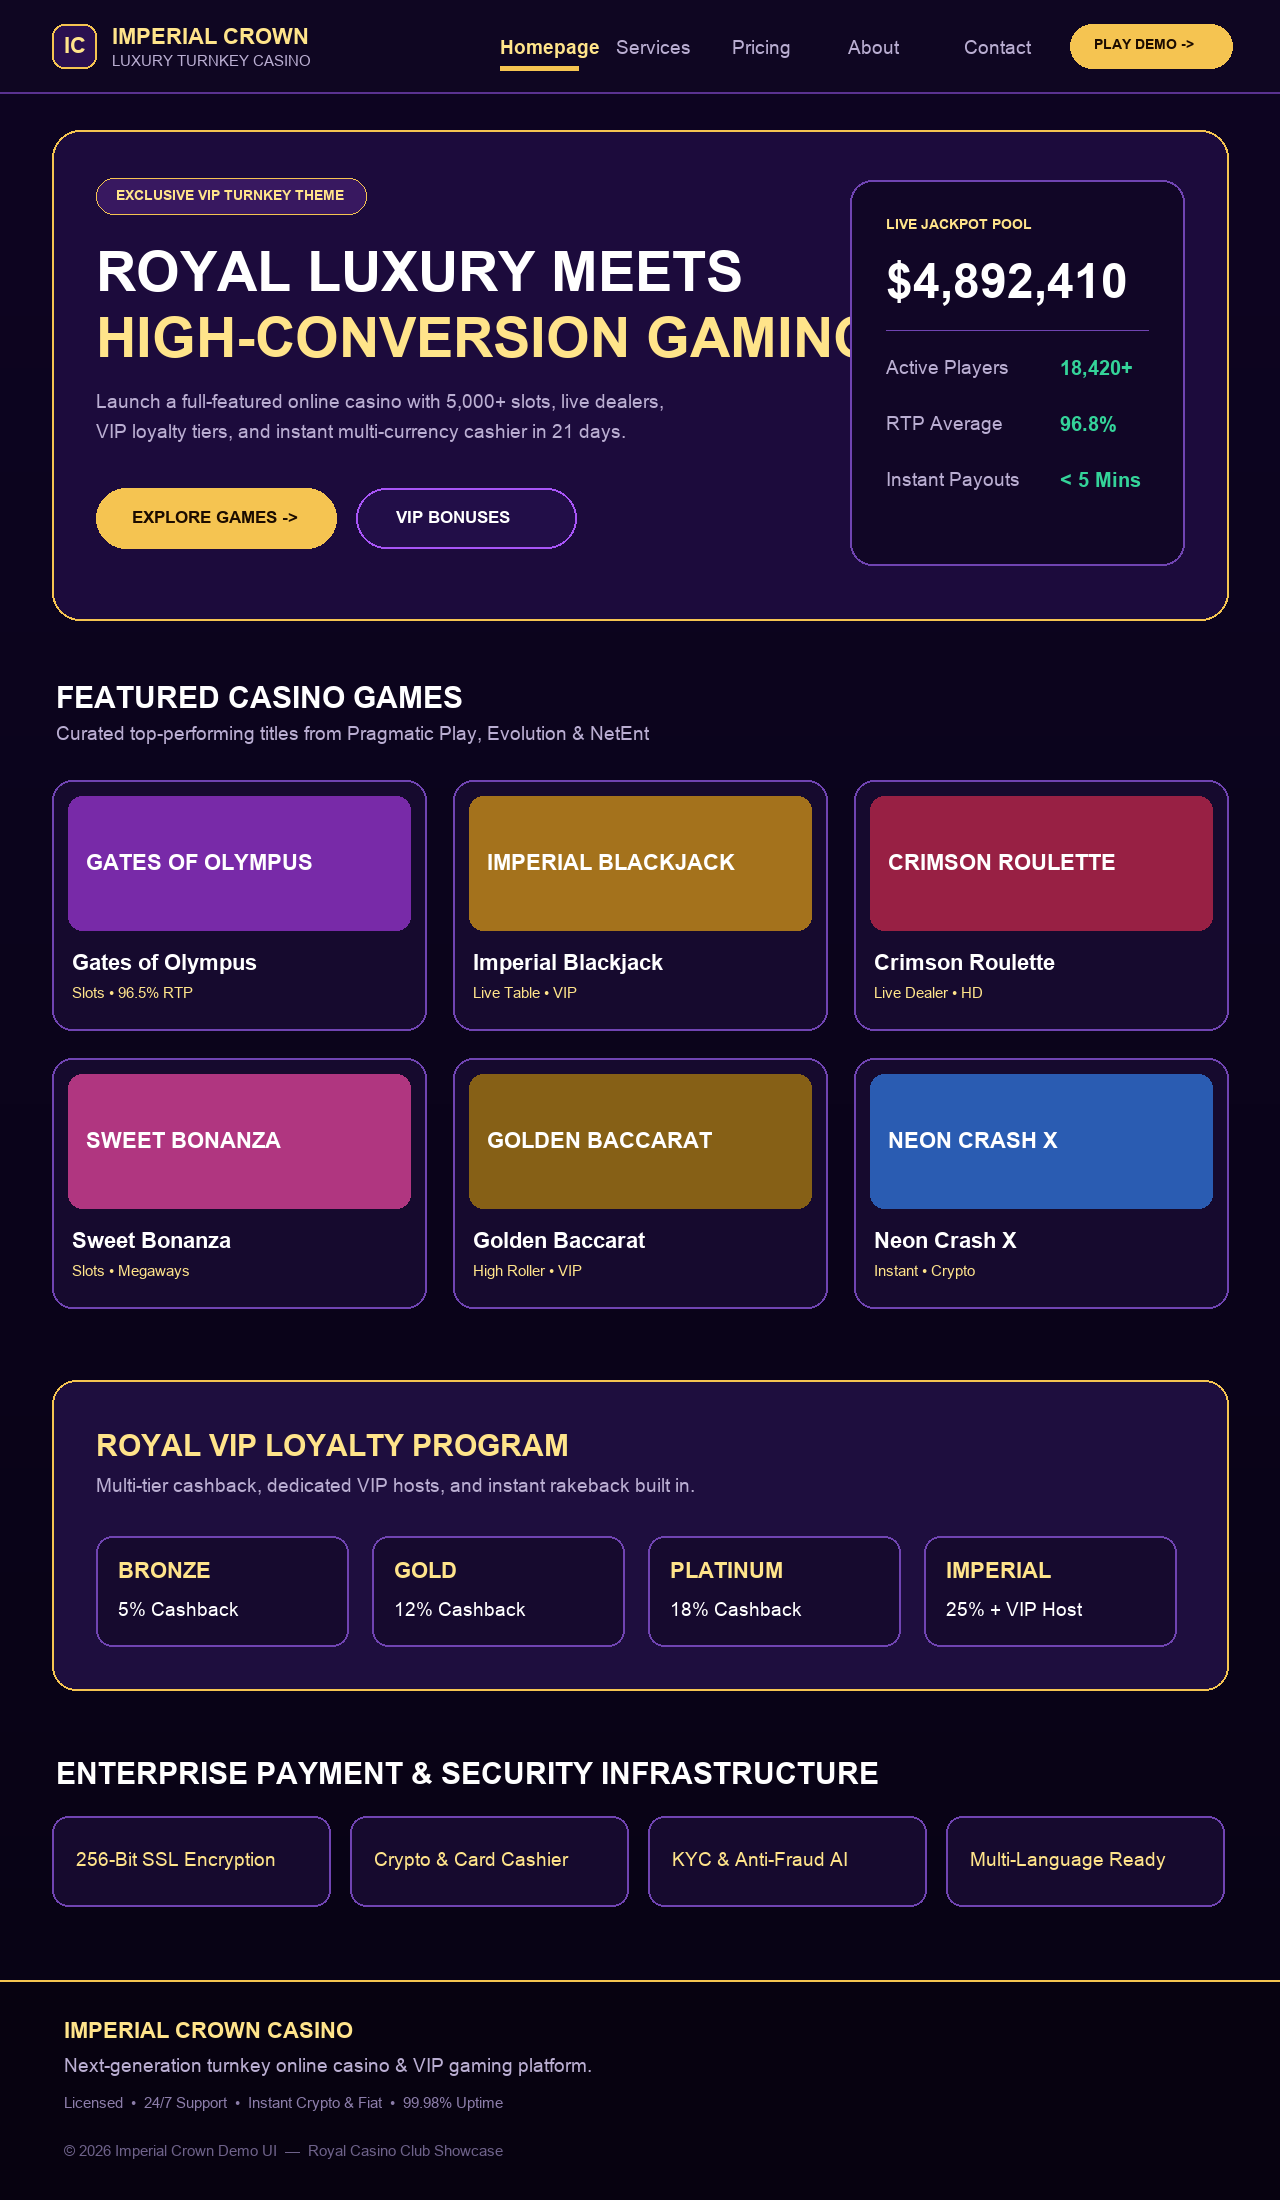 IC
IMPERIAL CROWN
LUXURY TURNKEY CASINO
Homepage
Services
Pricing
About
Contact
PLAY DEMO ->
EXCLUSIVE VIP TURNKEY THEME
ROYAL LUXURY MEETS
HIGH-CONVERSION GAMING
Launch a full-featured online casino with 5,000+ slots, live dealers,
VIP loyalty tiers, and instant multi-currency cashier in 21 days.
EXPLORE GAMES ->
VIP BONUSES
LIVE JACKPOT POOL
$4,892,410
Active Players 18,420+
RTP Average 96.8%
Instant Payouts < 5 Mins
FEATURED CASINO GAMES
Curated top-performing titles from Pragmatic Play, Evolution & NetEnt
GATES OF OLYMPUS
Gates of Olympus
Slots • 96.5% RTP
IMPERIAL BLACKJACK
Imperial Blackjack
Live Table • VIP
CRIMSON ROULETTE
Crimson Roulette
Live Dealer • HD
SWEET BONANZA
Sweet Bonanza
Slots • Megaways
GOLDEN BACCARAT
Golden Baccarat
High Roller • VIP
NEON CRASH X
Neon Crash X
Instant • Crypto
ROYAL VIP LOYALTY PROGRAM
Multi-tier cashback, dedicated VIP hosts, and instant rakeback built in.
BRONZE
5% Cashback
GOLD
12% Cashback
PLATINUM
18% Cashback
IMPERIAL
25% + VIP Host
ENTERPRISE PAYMENT & SECURITY INFRASTRUCTURE
256-Bit SSL Encryption
Crypto & Card Cashier
KYC & Anti-Fraud AI
Multi-Language Ready
IMPERIAL CROWN CASINO
Next-generation turnkey online casino & VIP gaming platform.
Licensed • 24/7 Support • Instant Crypto & Fiat • 99.98% Uptime
© 2026 Imperial Crown Demo UI — Royal Casino Club Showcase